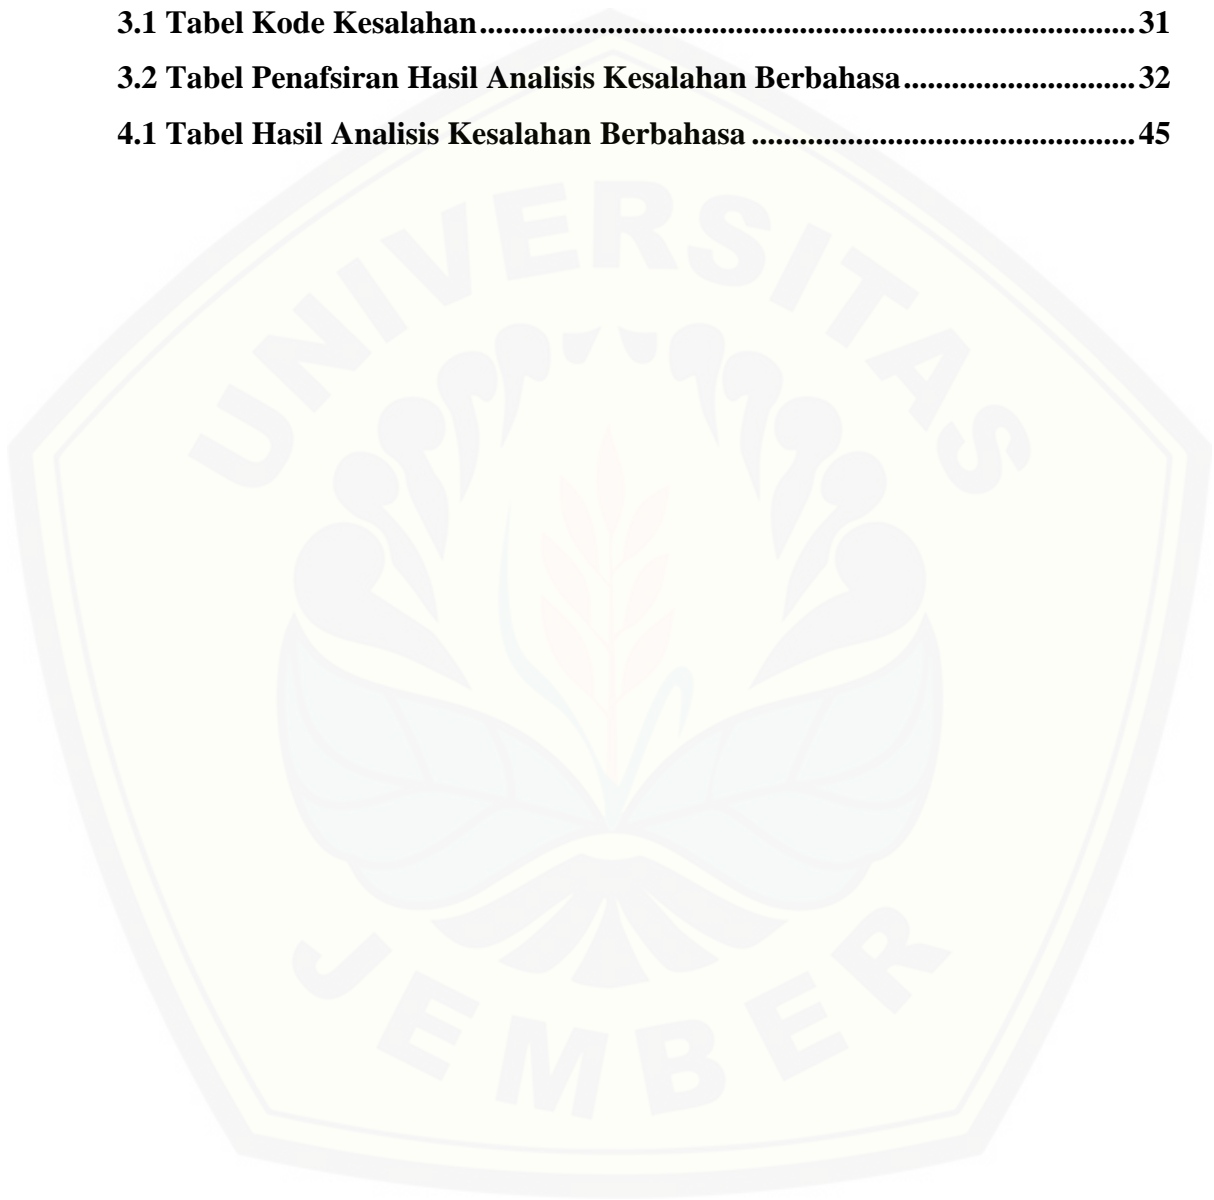 3.1 Tabel Kode Kesalahan.................................................................................31
3.2 Tabel Penafsiran Hasil Analisis Kesalahan Berbahasa.............................32
4.1 Tabel Hasil Analisis Kesalahan Berbahasa ................................................45
UNIVERSITAS
JEMBER